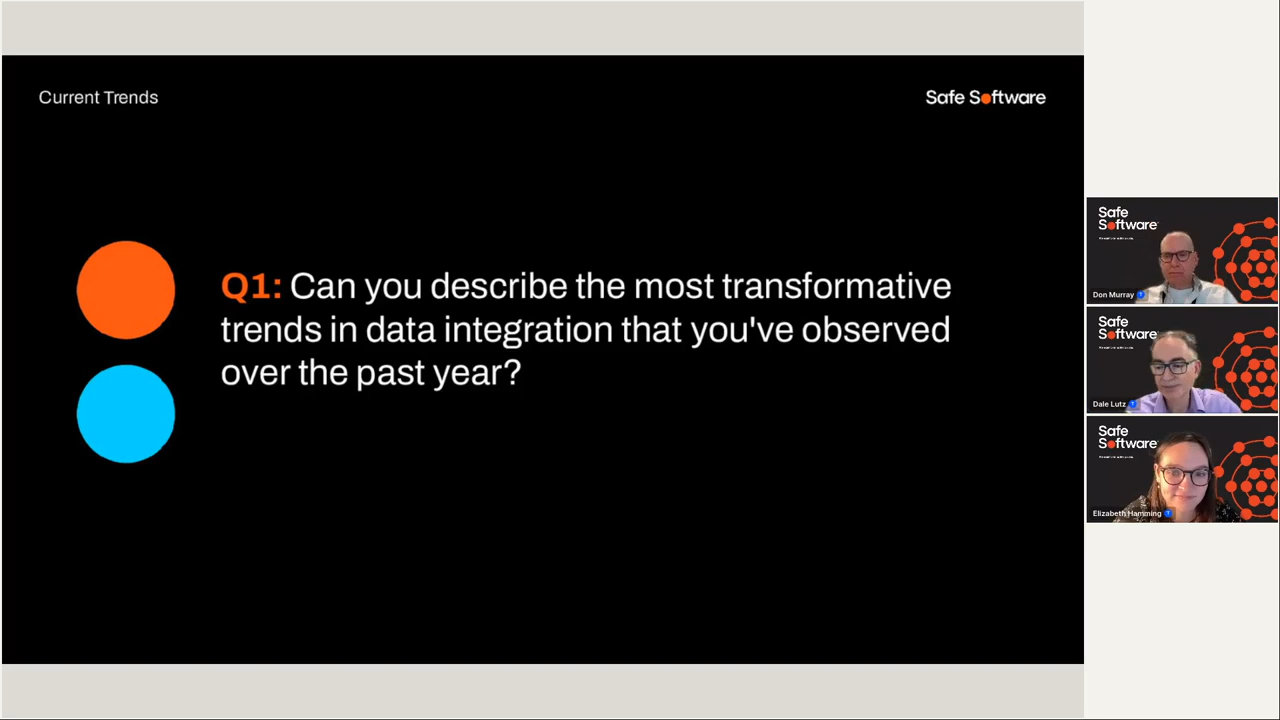 Current Trends
Safe Software
Q1: Can you describe the most transformative
trends in data integration that you've observed
over the past year?
Safe
Software
Don Murray
Safe
Software
Dale Lutz
Safe
Software
Elizabeth Hamming